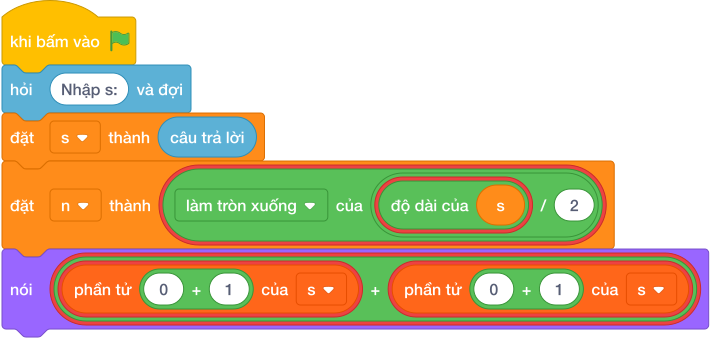 khi bấm vào
hỏi Nhập s: và đợi
đặt s thành câu trả lời
đặt n thành làm tròn xuống của độ dài của s / 2
nói phần tử 0 + 1 của s + phần tử 0 + 1 của s